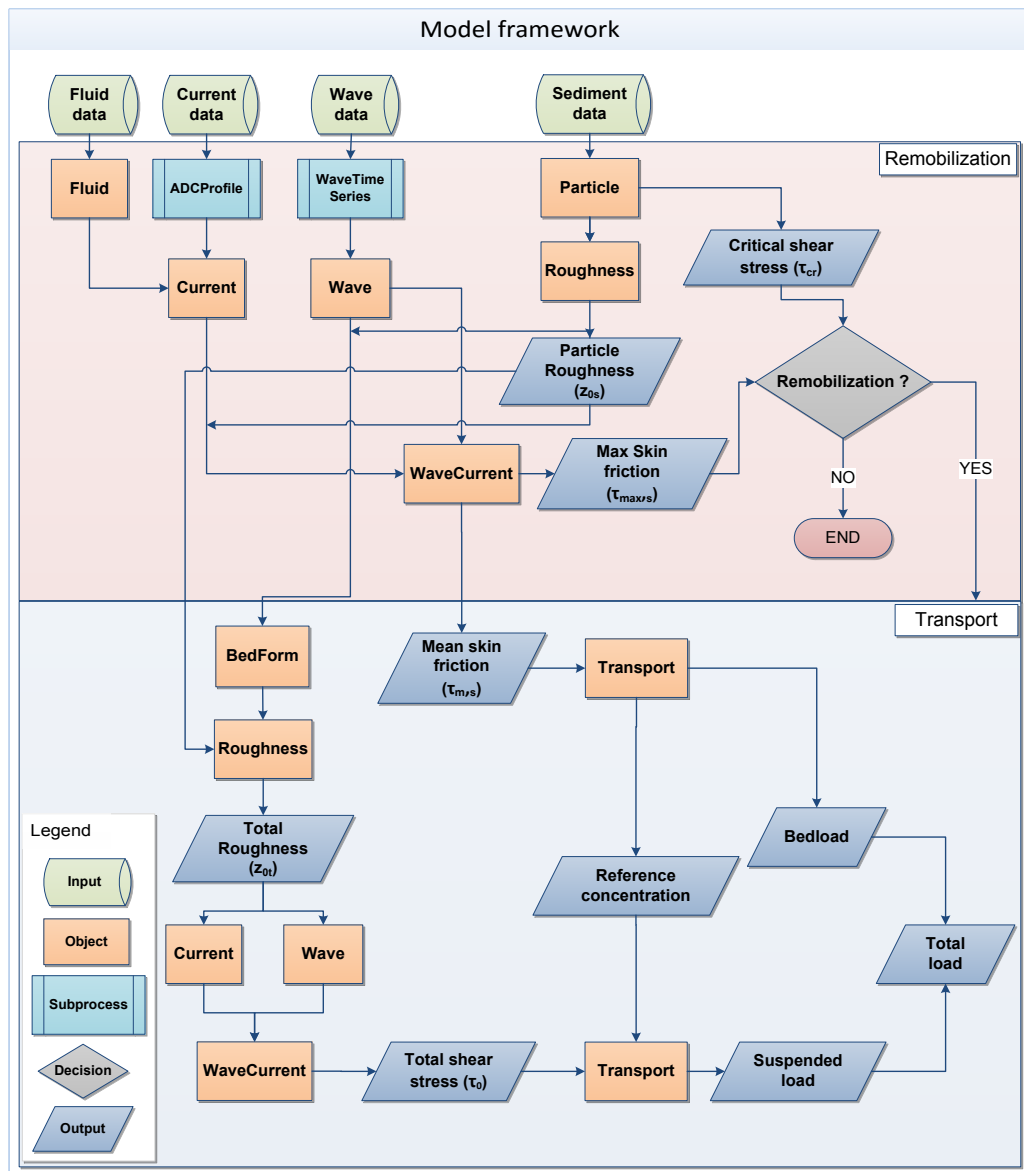 Model framework
Fluid
data
Current
data
Wave
data
Sediment
data
Remobilization
Fluid
ADCProfile
WaveTime
Series
Particle
Critical shear
stress (τcr)
Roughness
Current
Wave
Particle
Roughness
(z0s)
Remobilization ?
WaveCurrent
Max Skin
friction
(τmax,s)
NO
YES
END
Transport
BedForm
Mean skin
friction
(τm,s)
Transport
Roughness
Legend
Input
Object
Subprocess
Decision
Output
Total
Roughness
(z0t)
Bedload
Reference
concentration
Current
Wave
Total
load
WaveCurrent
Total shear
stress (τ0)
Transport
Suspended
load